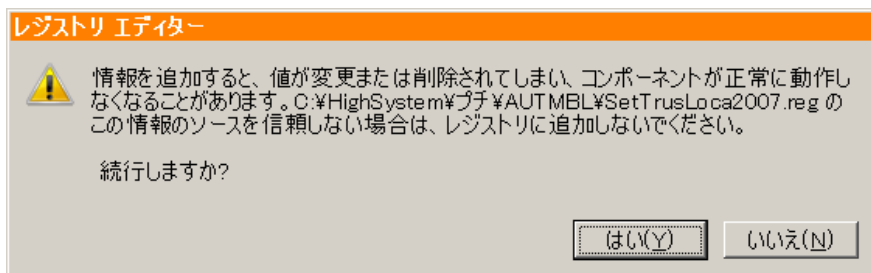 レジストリ エディター
情報を追加すると、値が変更または削除されてしまい、コンポーネントが正常に動作し
なくなることがあります。C:¥HighSystem¥プチ¥AUTMBL¥SetTrusLoca2007.reg の
この情報のソースを信頼しない場合は、レジストリに追加しないでください。
続行しますか?
はい(Y) いいえ(N)